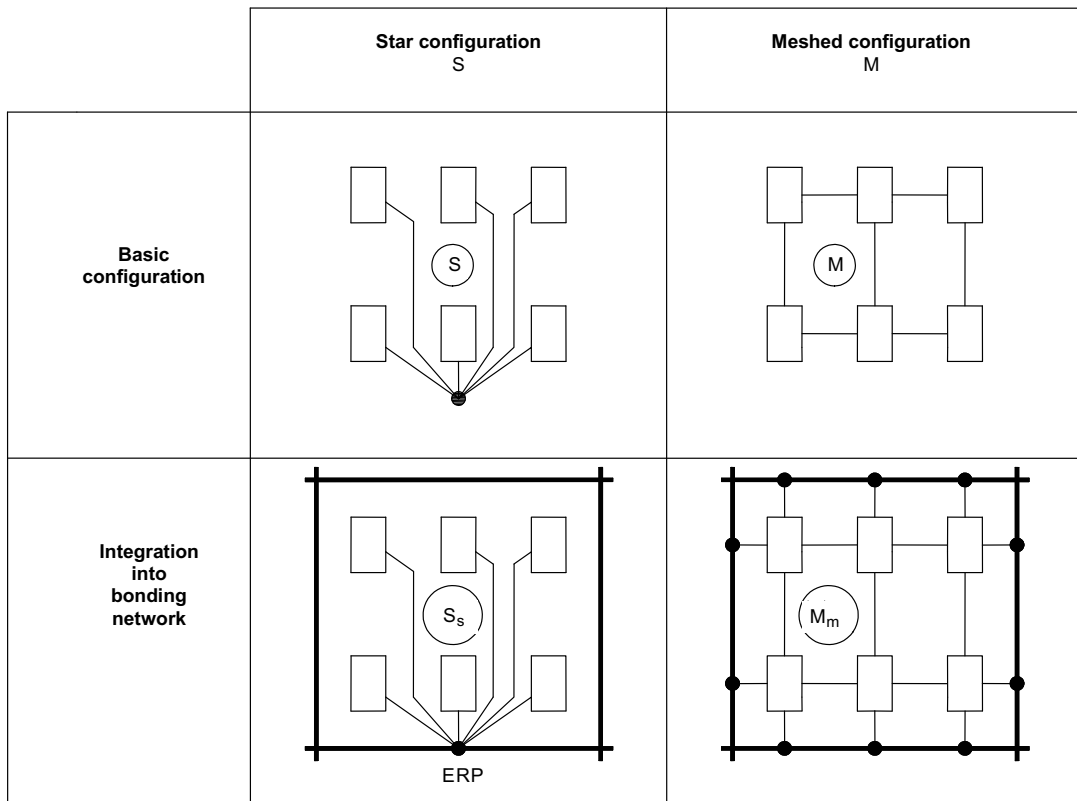 Star configuration
S
Meshed configuration
M
Basic
configuration
S
M
Integration
into
bonding
network
Ss
Mm
ERP